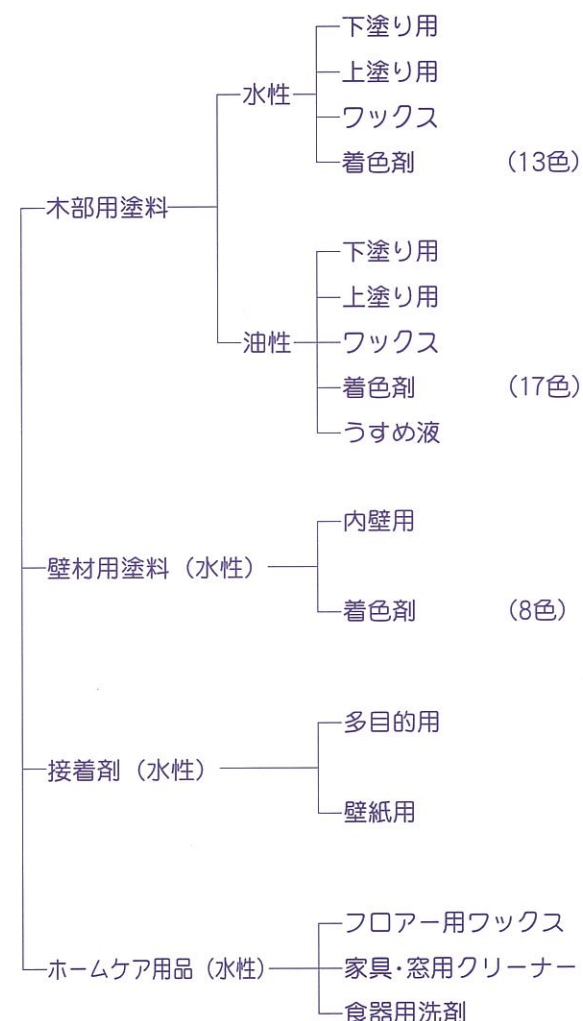 木部用塗料
水性
下塗り用
上塗り用
ワックス
着色剤 （13色）
油性
下塗り用
上塗り用
ワックス
着色剤 （17色）
うすめ液
壁材用塗料（水性）
内壁用
着色剤 （8色）
接着剤（水性）
多目的用
壁紙用
ホームケア用品（水性）
フロアー用ワックス
家具・窓用クリーナー
食器用洗剤